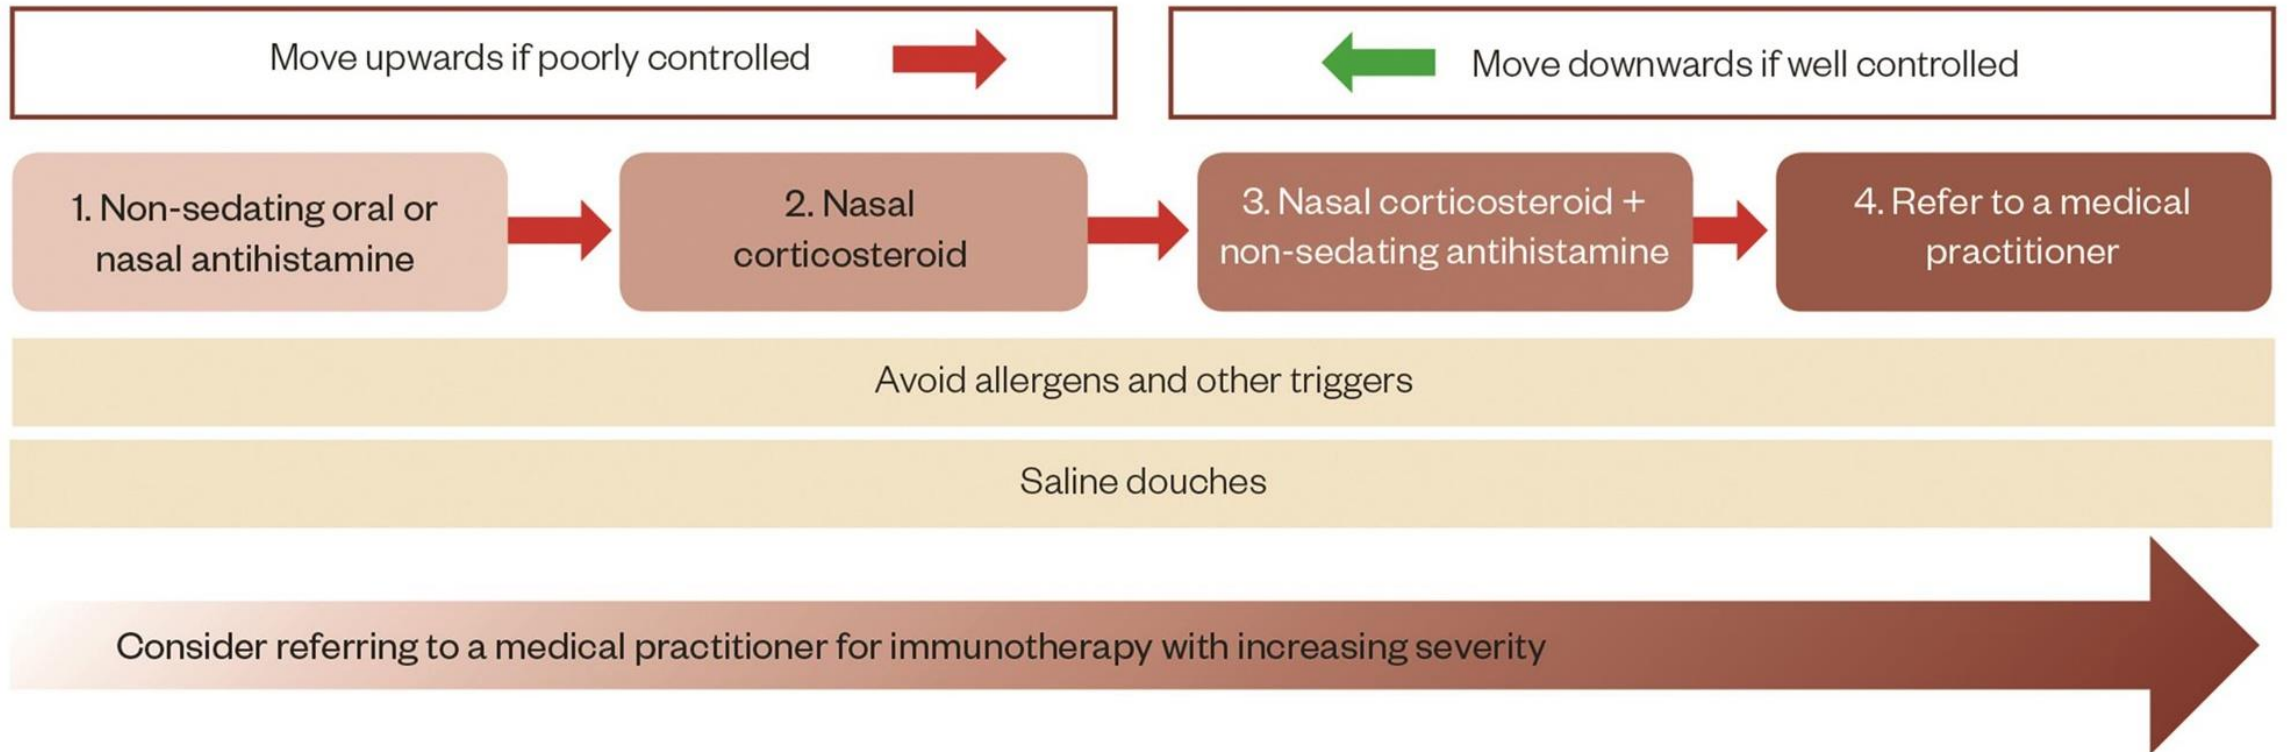 Move upwards if poorly controlled
Move downwards if well controlled
1. Non-sedating oral or
nasal antihistamine
2. Nasal
corticosteroid
3. Nasal corticosteroid +
non-sedating antihistamine
4. Refer to a medical
practitioner
Avoid allergens and other triggers
Saline douches
Consider referring to a medical practitioner for immunotherapy with increasing severity